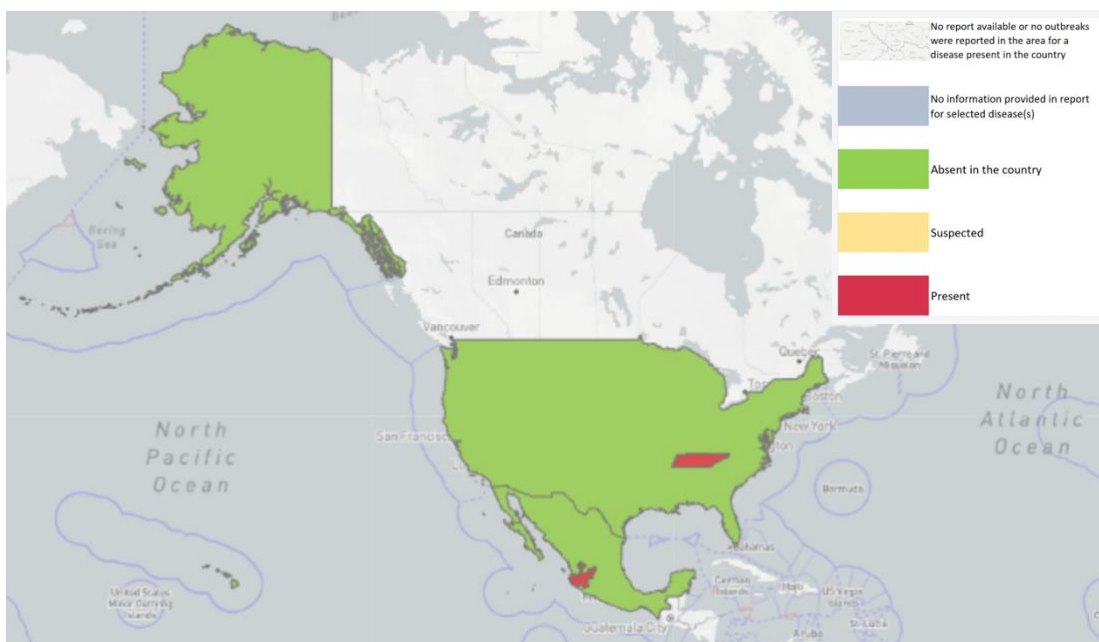 No report available or no outbreaks
were reported in the area for a
disease present in the country
No information provided in report
for selected disease(s)
Absent in the country
Suspected
Present
Bering
Sea
Canada
Edmonton
Vancouver
Quebec
St. Pierre and
Miquelon
Boston
New York
San Francisc
North
Pacific
Ocean
North
Atlantic
Ocean
Bermuda
Bahamas
Cayman
Islands
Haiti
US Virgin
Islands
St. Lucia
Aruba
Guatemala City
United States
Minor Outlying
Islands